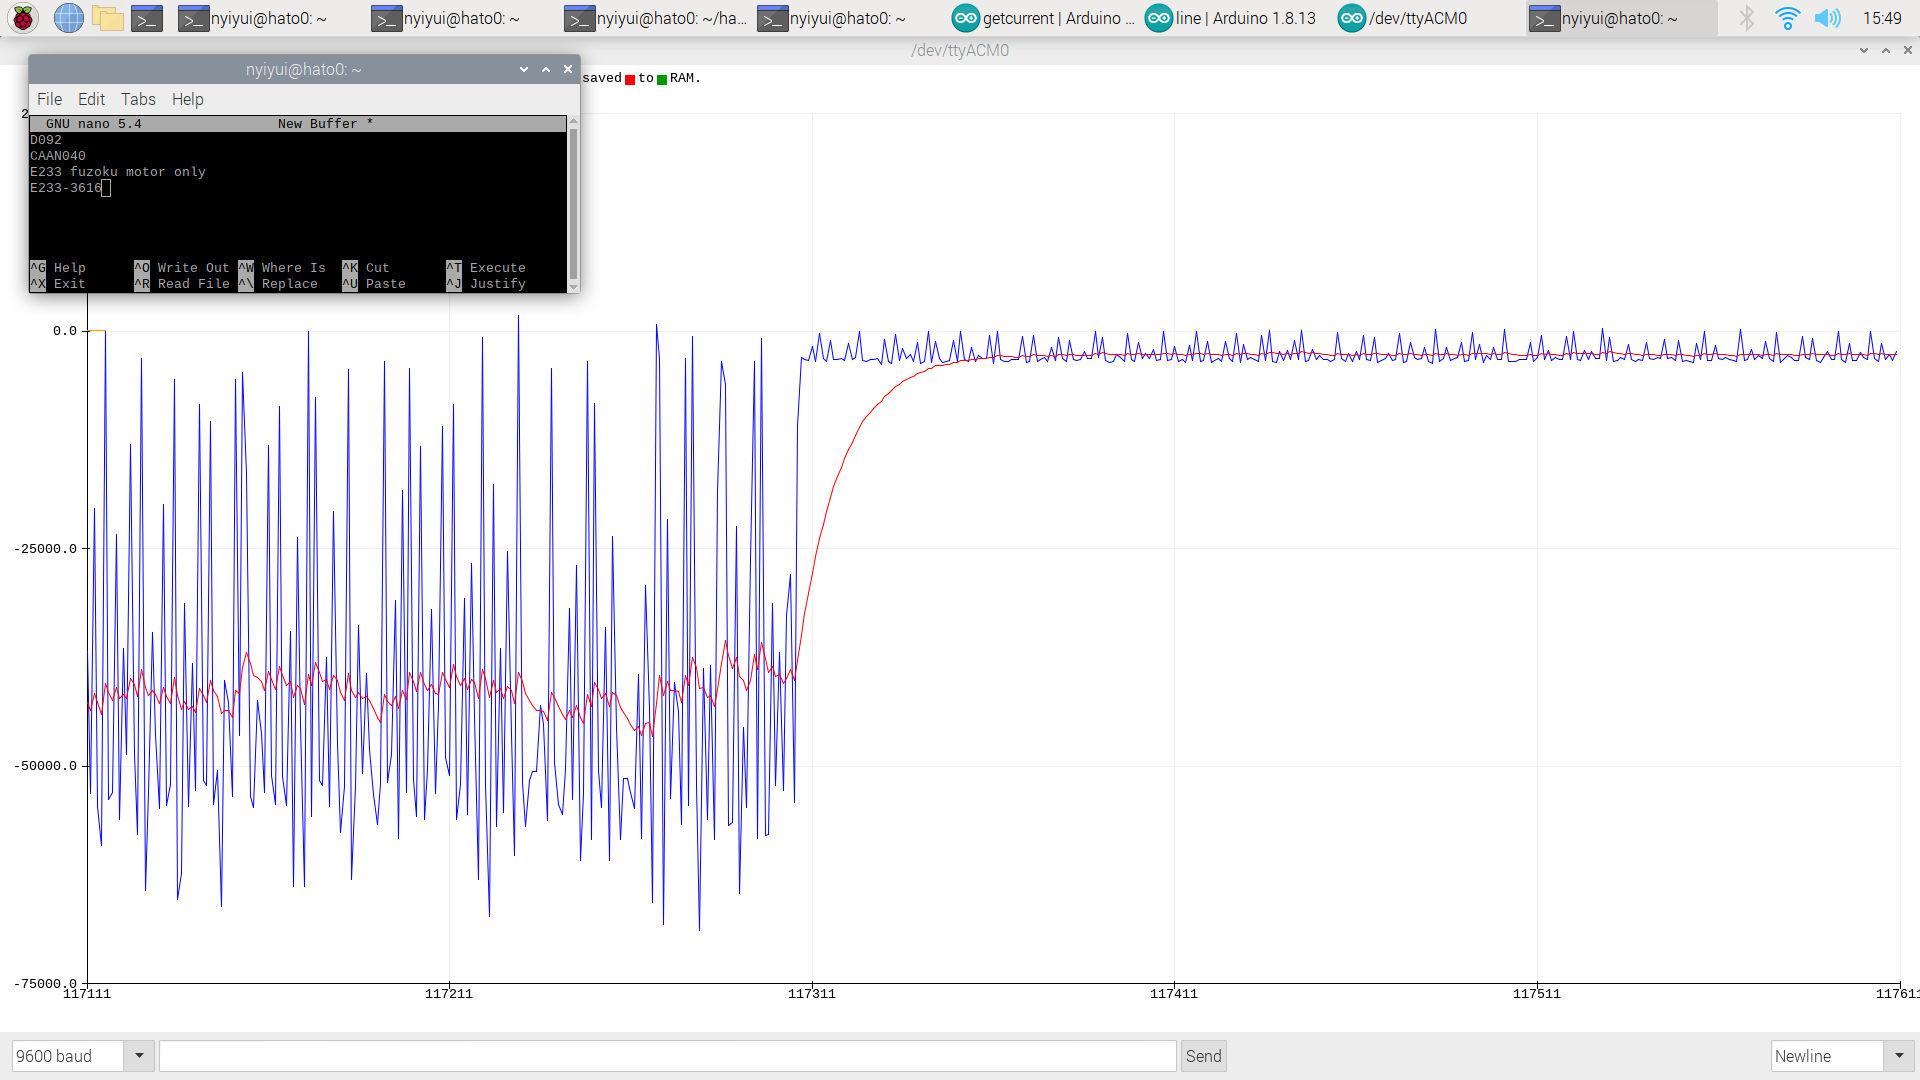 nyiyui@hato0: ~
nyiyui@hato0: ~
nyiyui@hato0: ~/ha...
nyiyui@hato0: ~
getcurrent | Arduino ...
line | Arduino 1.8.13
/dev/ttyACM0
nyiyui@hato0: ~
15:49
/dev/ttyACM0
nyiyui@hato0: ~
saved to RAM.
File Edit Tabs Help
2
GNU nano 5.4 New Buffer *
D092
CAAN040
E233 fuzoku motor only
E233-3616
^G Help ^O Write Out ^W Where Is ^K Cut ^T Execute
^X Exit ^R Read File ^\ Replace ^U Paste ^J Justify
0.0
-25000.0
-50000.0
-75000.0
117111 117211 117311 117411 117511 117611
9600 baud Send Newline